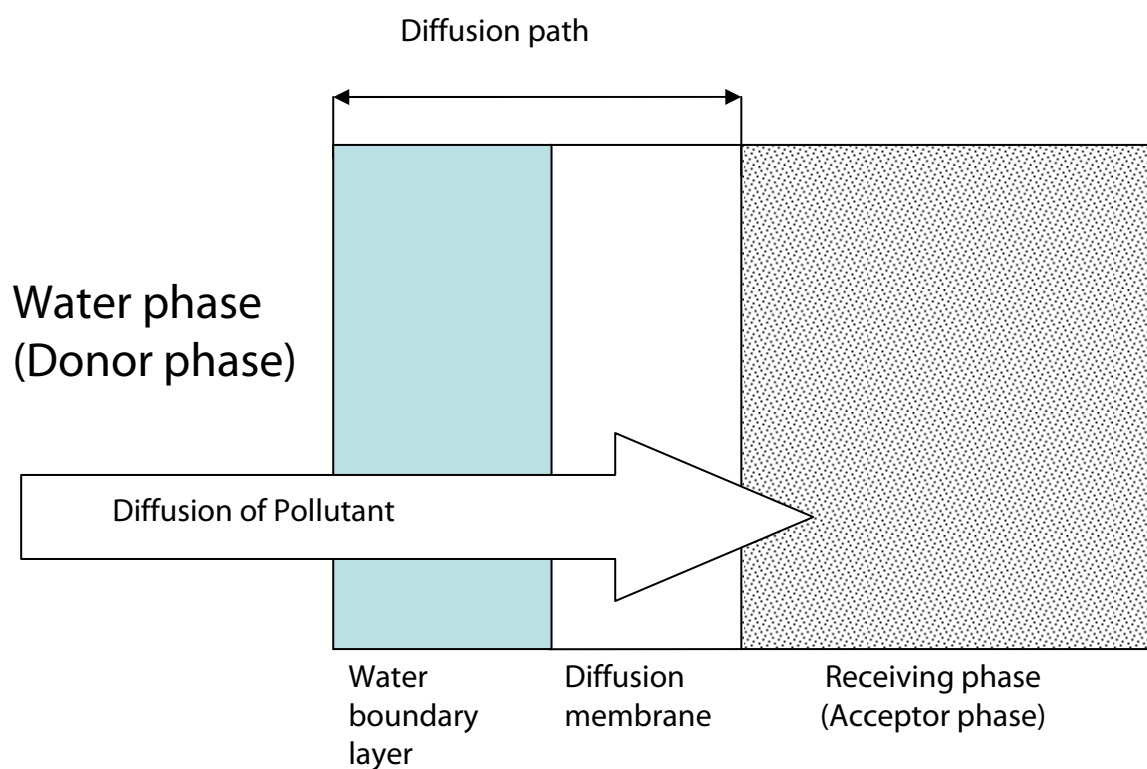 Diffusion path
Water phase
(Donor phase)
Diffusion of Pollutant
Water
boundary
layer
Diffusion
membrane
Receiving phase
(Acceptor phase)